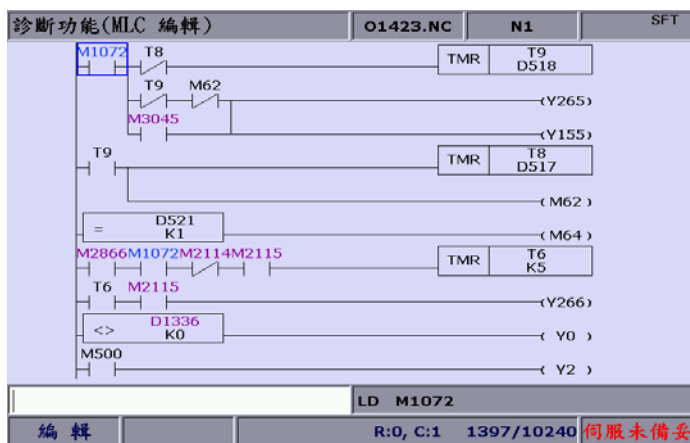 診斷功能(MLC 編輯) O1423.NC N1 SFT
M1072 T8 TMR T9
D518
T9 M62
(Y265)
M3045
(Y155)
T9 TMR T8
D517
(M62)
= D521
K1
(M64)
M2866 M1072 M2114 M2115 TMR T6
K5
T6 M2115
(Y266)
<> D1336
K0
(Y0)
M500
(Y2)
LD M1072
編輯 R:0, C:1 1397/10240 伺服未備妥